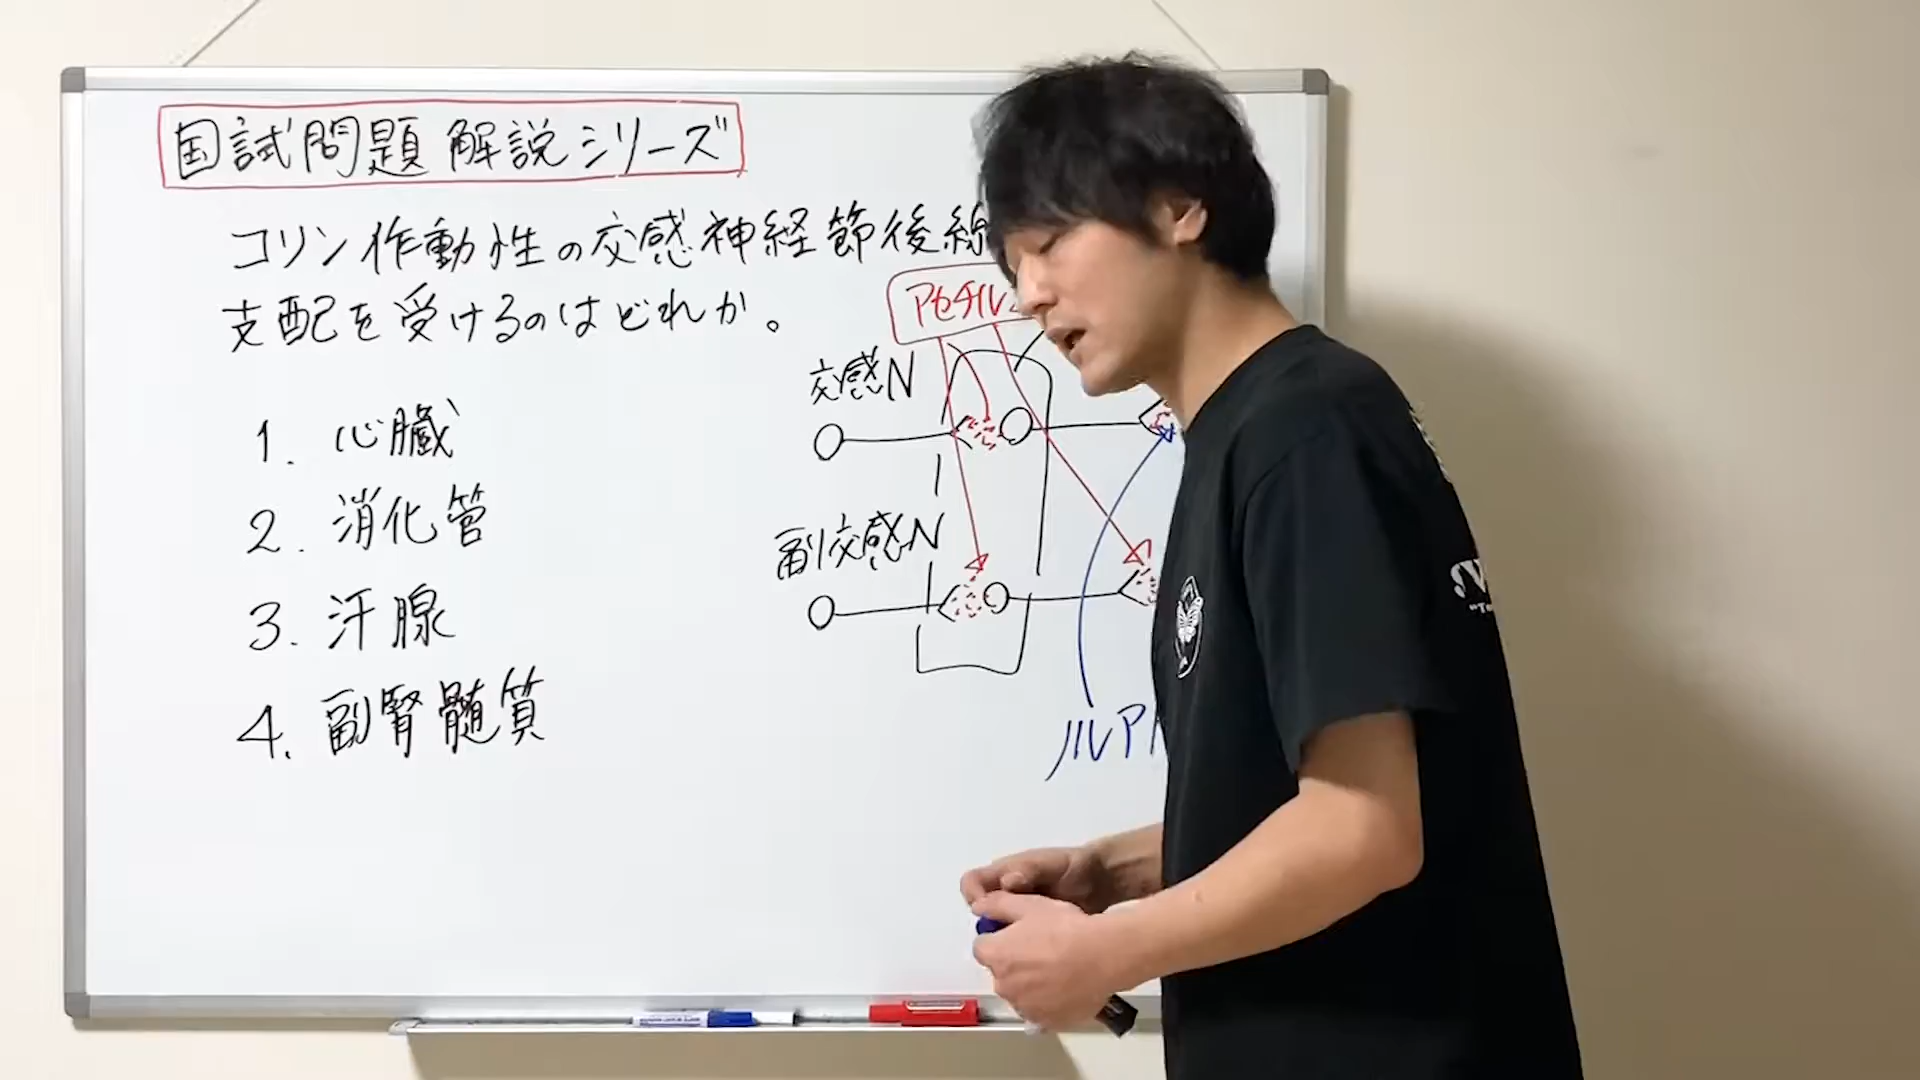 国試問題解説シリーズ
コリン作動性の交感神経節後線
支配を受けるのはどれか。
アセチル
交感N
1. 心臓
2. 消化管
副交感N
3. 汗腺
4. 副腎髄質
ノルアド